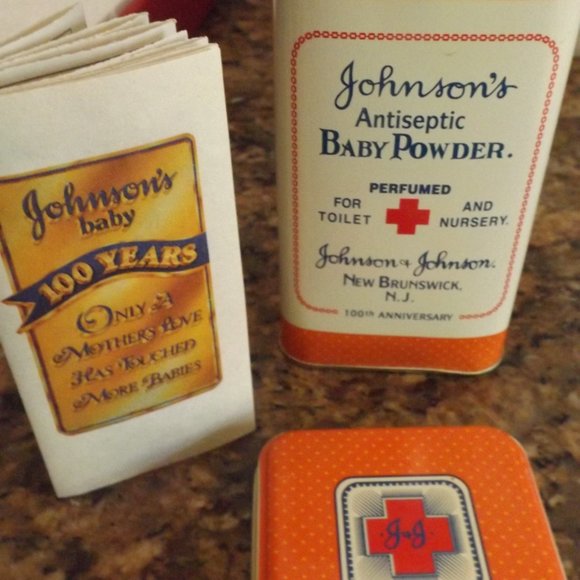 Johnson's
baby
100 YEARS
ONLY A
MOTHER'S LOVE
HAS TOUCHED
MORE BABIES
Johnson's
Antiseptic
BABY POWDER.
PERFUMED
FOR AND
TOILET NURSERY.
Johnson & Johnson.
NEW BRUNSWICK,
N.J.
100TH ANNIVERSARY
J&J